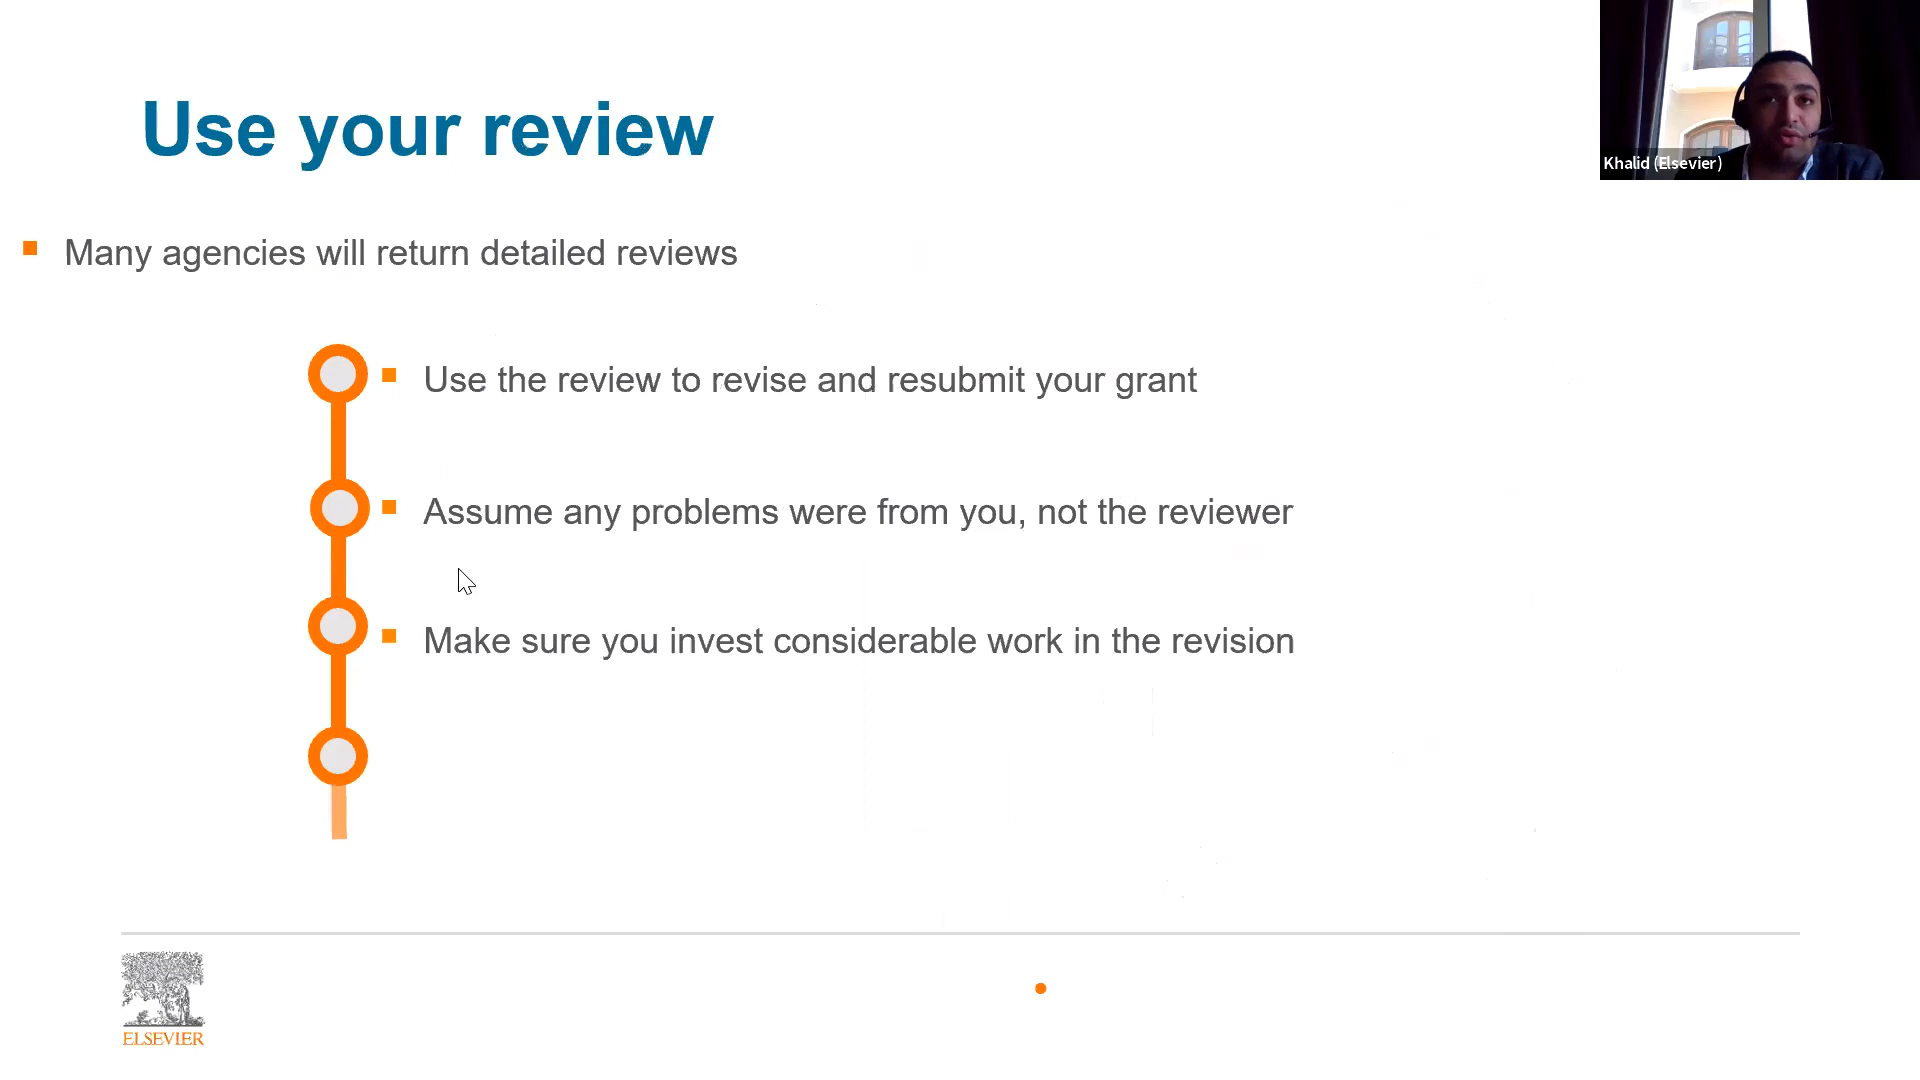 Use your review
Khalid (Elsevier)
Many agencies will return detailed reviews
Use the review to revise and resubmit your grant
Assume any problems were from you, not the reviewer
Make sure you invest considerable work in the revision
ELSEVIER